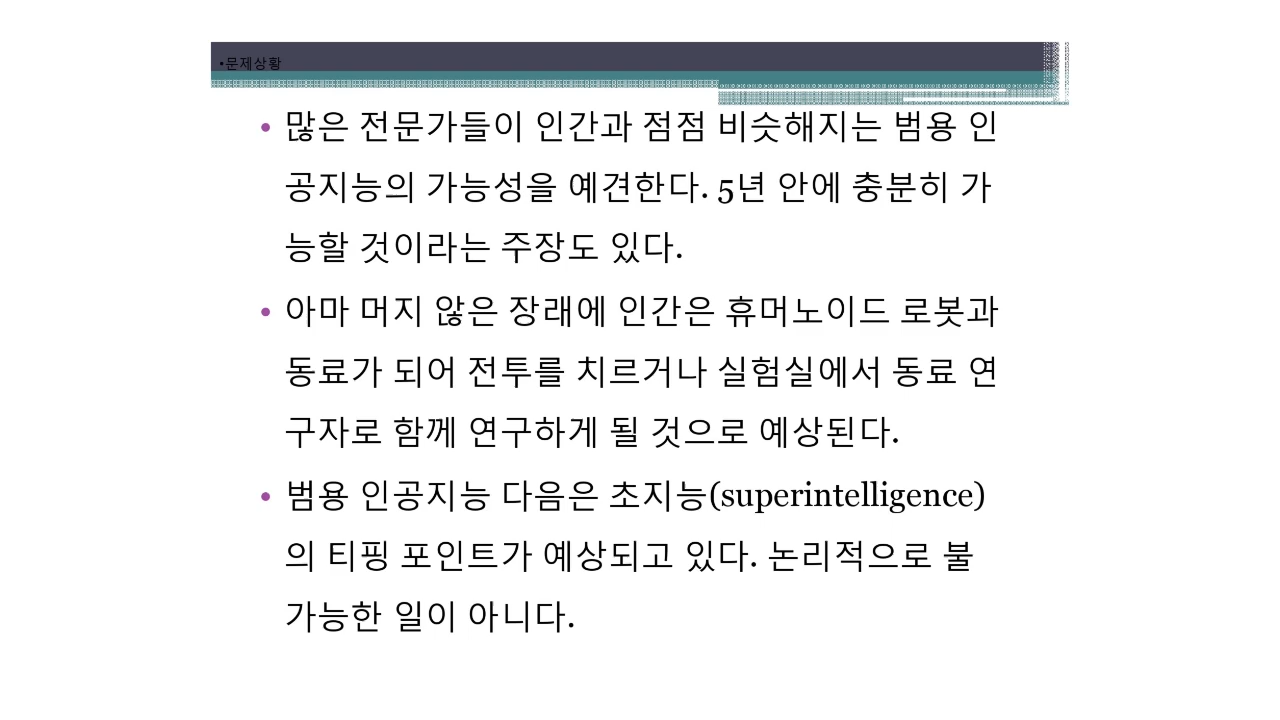 •문제상황
• 많은 전문가들이 인간과 점점 비슷해지는 범용 인
공지능의 가능성을 예견한다. 5년 안에 충분히 가
능할 것이라는 주장도 있다.
• 아마 머지 않은 장래에 인간은 휴머노이드 로봇과
동료가 되어 전투를 치르거나 실험실에서 동료 연
구자로 함께 연구하게 될 것으로 예상된다.
• 범용 인공지능 다음은 초지능(superintelligence)
의 티핑 포인트가 예상되고 있다. 논리적으로 불
가능한 일이 아니다.